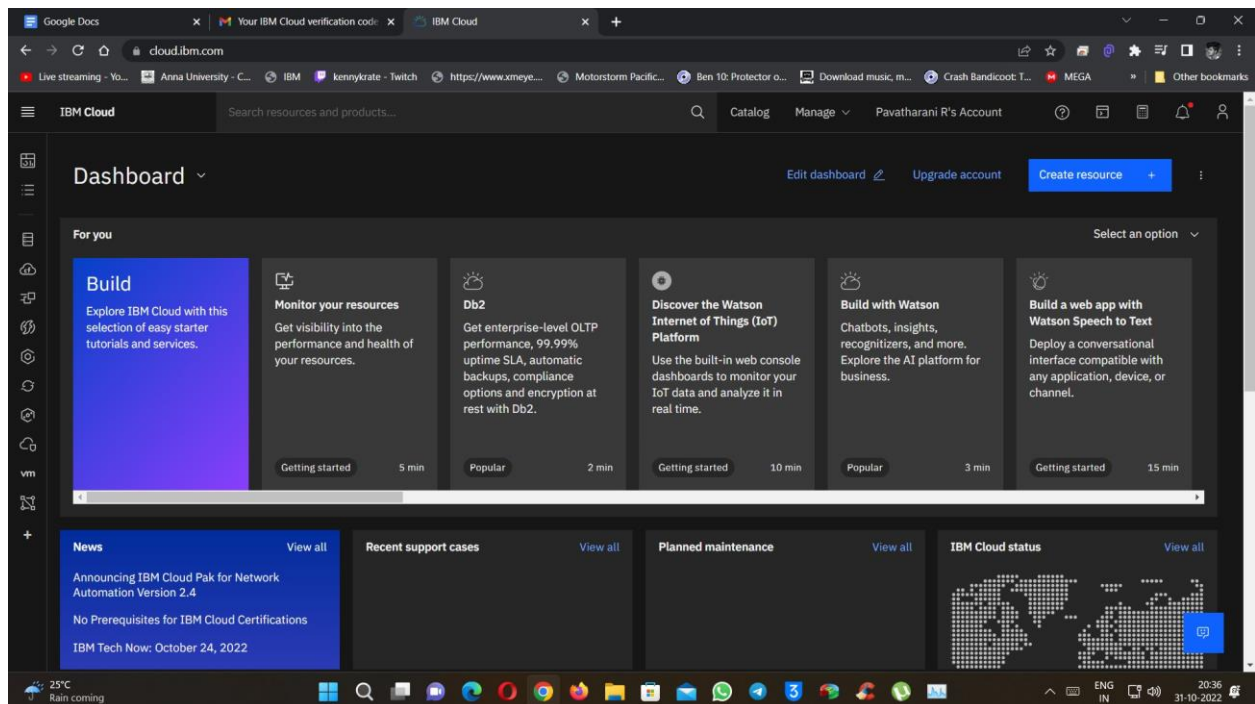 Google Docs
Your IBM Cloud verification code
IBM Cloud
cloud.ibm.com
Live streaming - Yo...
Anna University - C...
IBM
kennykrate - Twitch
https://www.xmeye....
Motorstorm Pacific...
Ben 10: Protector o...
Download music, m...
Crash Bandicoot: T...
MEGA
»
Other bookmarks
IBM Cloud
Search resources and products...
Catalog
Manage
Pavatharani R's Account
Dashboard
Edit dashboard
Upgrade account
Create resource +
For you
Select an option
Build
Explore IBM Cloud with this
selection of easy starter
tutorials and services.
Monitor your resources
Get visibility into the
performance and health of
your resources.
Getting started
5 min
Db2
Get enterprise-level OLTP
performance, 99.99%
uptime SLA, automatic
backups, compliance
options and encryption at
rest with Db2.
Popular
2 min
Discover the Watson
Internet of Things (IoT)
Platform
Use the built-in web console
dashboards to monitor your
IoT data and analyze it in
real time.
Getting started
10 min
Build with Watson
Chatbots, insights,
recognitizers, and more.
Explore the AI platform for
business.
Popular
3 min
Build a web app with
Watson Speech to Text
Deploy a conversational
interface compatible with
any application, device, or
channel.
Getting started
15 min
vm
News
View all
Announcing IBM Cloud Pak for Network
Automation Version 2.4
No Prerequisites for IBM Cloud Certifications
IBM Tech Now: October 24, 2022
Recent support cases
View all
Planned maintenance
View all
IBM Cloud status
View all
25°C
Rain coming
ENG
IN
20:36
31-10-2022